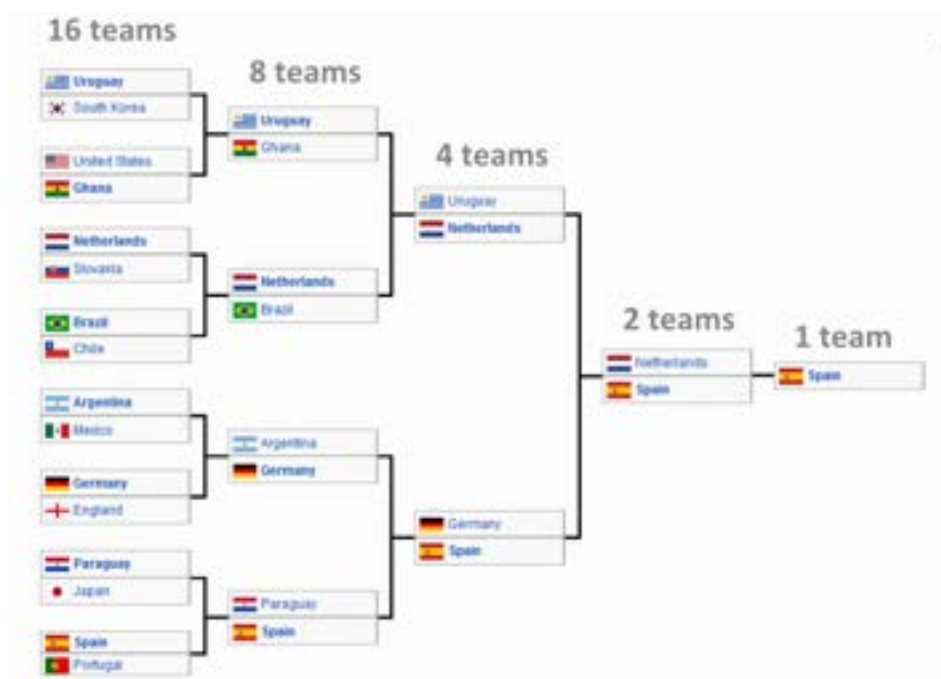 16 teams
Uruguay
South Korea
United States
Ghana
Netherlands
Slovakia
Brazil
Chile
Argentina
Mexico
Germany
England
Paraguay
Japan
Spain
Portugal
8 teams
Uruguay
Ghana
Netherlands
Brazil
Argentina
Germany
Paraguay
Spain
4 teams
Uruguay
Netherlands
Germany
Spain
2 teams
Netherlands
Spain
1 team
Spain